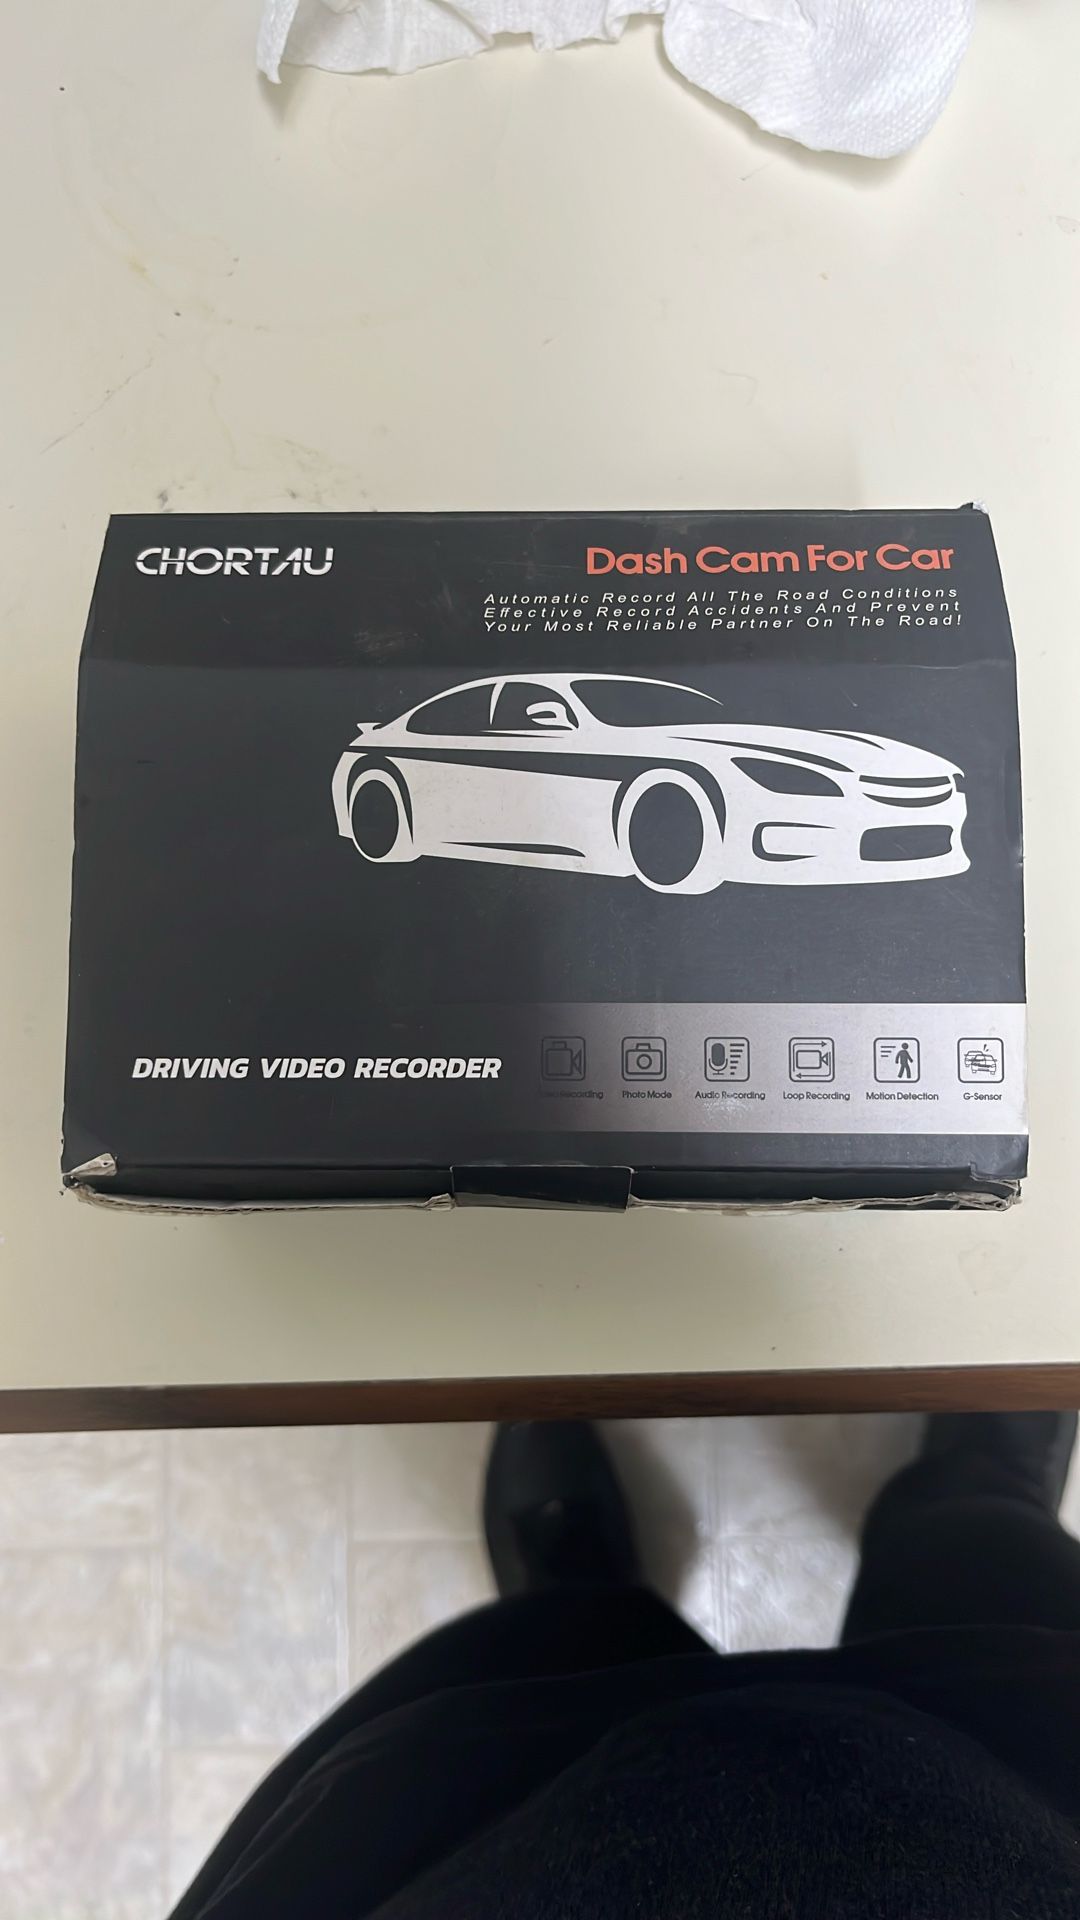 CHORTAU
Dash Cam For Car
Automatic Record All The Road Conditions
Effective Record Accidents And Prevent
Your Most Reliable Partner On The Road!
DRIVING VIDEO RECORDER
Recording
Photo Mode
Audio Recording
Loop Recording
Motion Detection
G-Sensor